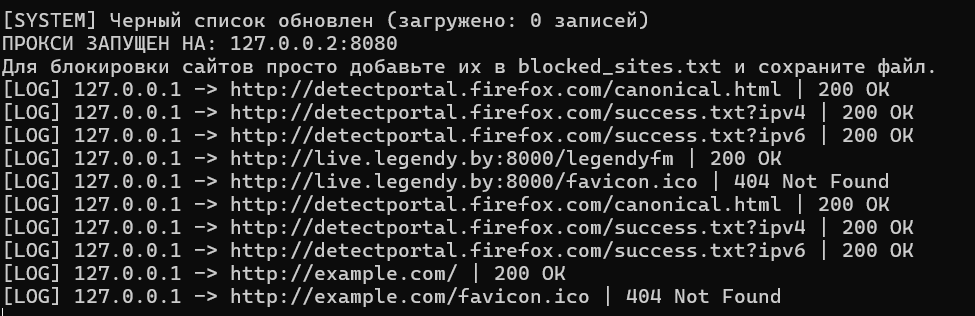 [SYSTEM] Черный список обновлен (загружено: 0 записей)
ПРОКСИ ЗАПУЩЕН НА: 127.0.0.2:8080
Для блокировки сайтов просто добавьте их в blocked_sites.txt и сохраните файл.
[LOG] 127.0.0.1 -> http://detectportal.firefox.com/canonical.html | 200 OK
[LOG] 127.0.0.1 -> http://detectportal.firefox.com/success.txt?ipv4 | 200 OK
[LOG] 127.0.0.1 -> http://detectportal.firefox.com/success.txt?ipv6 | 200 OK
[LOG] 127.0.0.1 -> http://live.legendy.by:8000/legendyfm | 200 OK
[LOG] 127.0.0.1 -> http://live.legendy.by:8000/favicon.ico | 404 Not Found
[LOG] 127.0.0.1 -> http://detectportal.firefox.com/canonical.html | 200 OK
[LOG] 127.0.0.1 -> http://detectportal.firefox.com/success.txt?ipv4 | 200 OK
[LOG] 127.0.0.1 -> http://detectportal.firefox.com/success.txt?ipv6 | 200 OK
[LOG] 127.0.0.1 -> http://example.com/ | 200 OK
[LOG] 127.0.0.1 -> http://example.com/favicon.ico | 404 Not Found